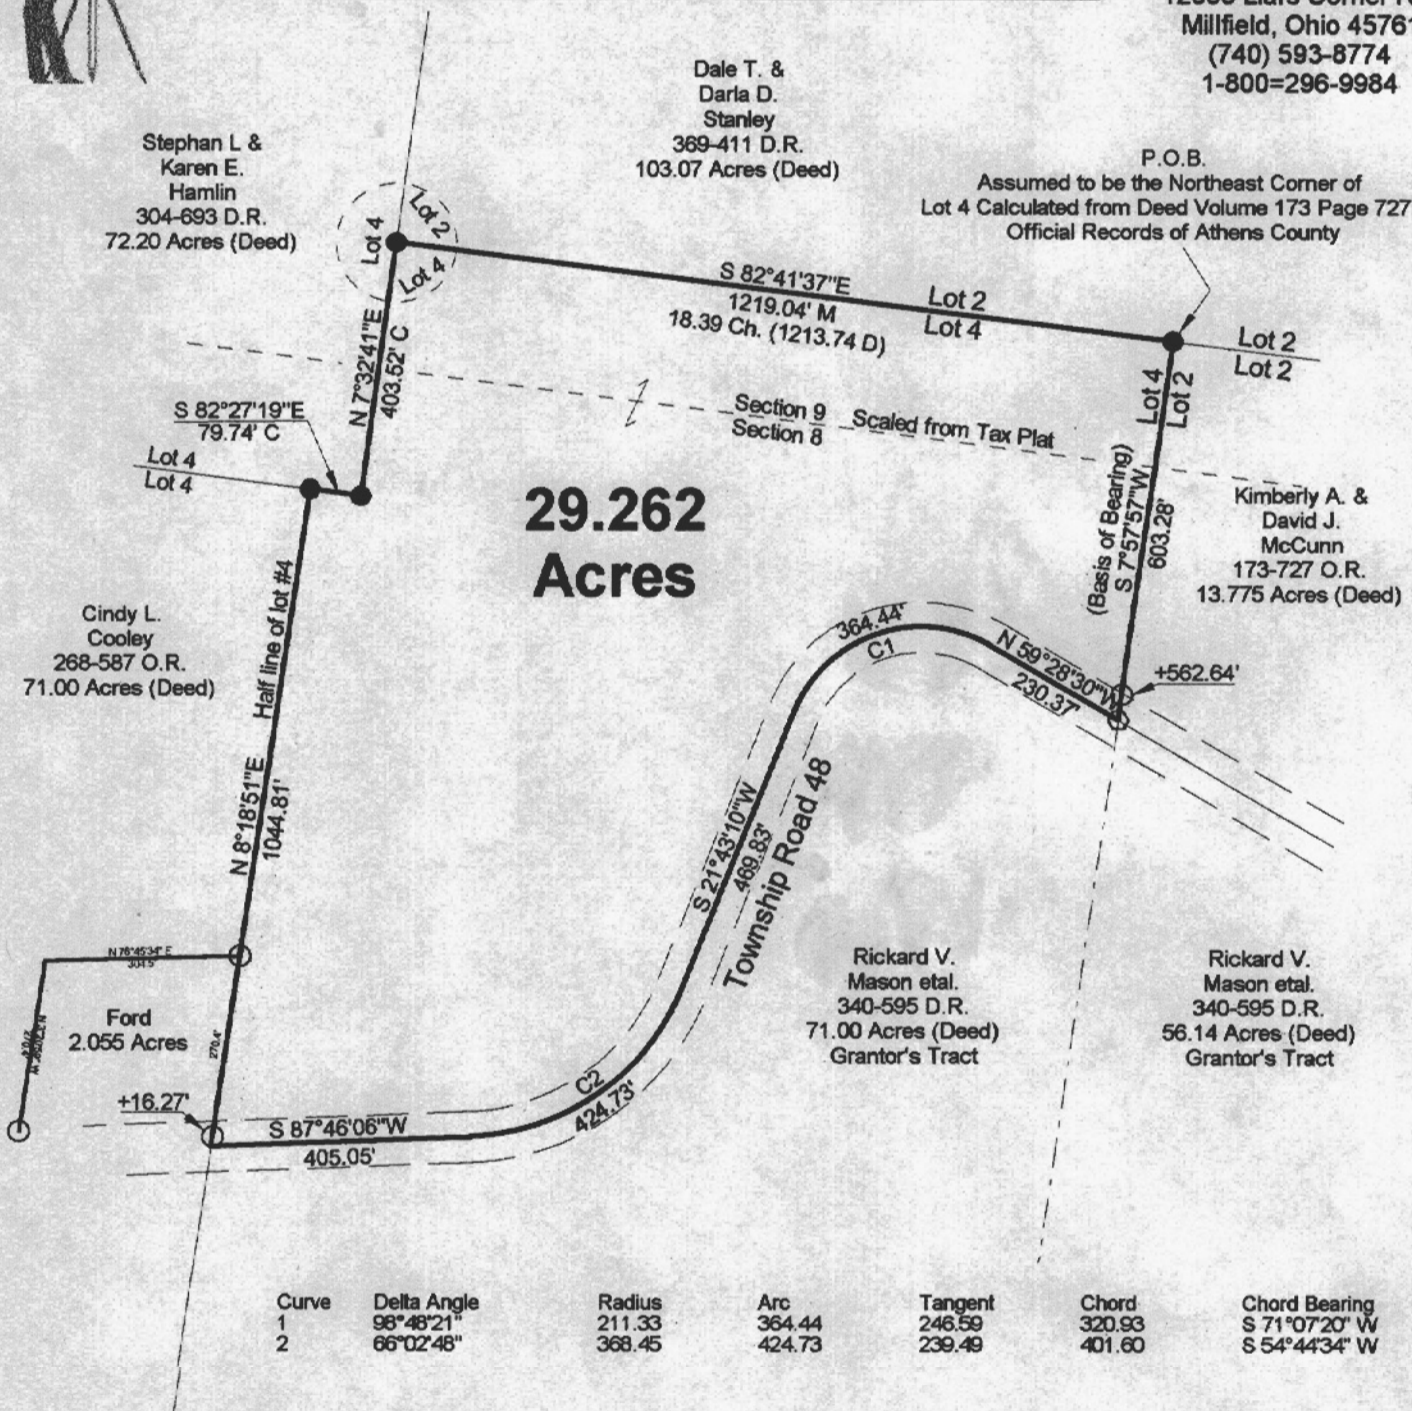 Millfield, Ohio 45761
(740) 593-8774
1-800=296-9984
Dale T. &
Darla D.
Stanley
369-411 D.R.
103.07 Acres (Deed)
Stephan L &
Karen E.
Hamlin
304-693 D.R.
72.20 Acres (Deed)
P.O.B.
Assumed to be the Northeast Corner of
Lot 4 Calculated from Deed Volume 173 Page 727
Official Records of Athens County
Lot 4
Lot 2
Lot 4
S 82°41'37"E
1219.04' M
18.39 Ch. (1213.74 D)
Lot 2
Lot 4
Lot 2
Lot 2
Lot 4
Lot 2
N 7°32'41"E
403.52' C
S 82°27'19"E
79.74' C
Lot 4
Lot 4
Section 9
Section 8
Scaled from Tax Plat
(Basis of Bearing)
S 7°57'57"W
603.28'
Kimberly A. &
David J.
McCunn
173-727 O.R.
13.775 Acres (Deed)
29.262
Acres
Half line of lot #4
N 8°18'51"E
1044.81'
Cindy L.
Cooley
268-587 O.R.
71.00 Acres (Deed)
364.44'
C1
N 59°28'30"W
230.37'
+562.64'
S 21°43'10"W
469.83'
Township Road 48
N 76°45'34" E
304.5'
Ford
2.055 Acres
270.4'
+16.27'
S 87°46'06"W
405.05'
C2
424.73'
Rickard V.
Mason etal.
340-595 D.R.
71.00 Acres (Deed)
Grantor's Tract
Rickard V.
Mason etal.
340-595 D.R.
56.14 Acres (Deed)
Grantor's Tract
Curve Delta Angle Radius Arc Tangent Chord Chord Bearing
1 98°48'21" 211.33 364.44 246.59 320.93 S 71°07'20" W
2 66°02'48" 368.45 424.73 239.49 401.60 S 54°44'34" W